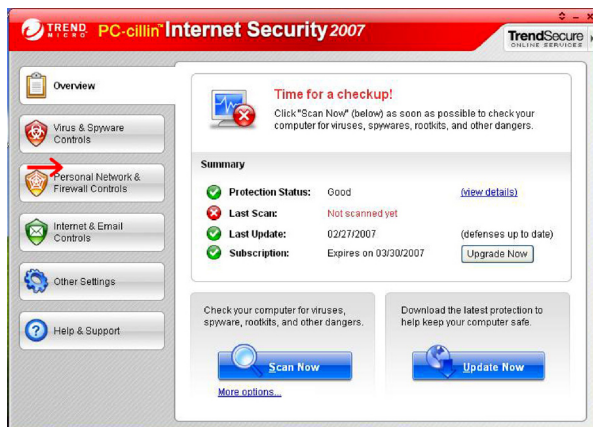 TREND MICRO PC-cillin™ Internet Security 2007
TrendSecure
ONLINE SERVICES
Overview
Virus & Spyware
Controls
Personal Network &
Firewall Controls
Internet & Email
Controls
Other Settings
Help & Support
Time for a checkup!
Click "Scan Now" (below) as soon as possible to check your
computer for viruses, spywares, rootkits, and other dangers.
Summary
Protection Status: Good (view details)
Last Scan: Not scanned yet
Last Update: 02/27/2007 (defenses up to date)
Subscription: Expires on 03/30/2007 Upgrade Now
Check your computer for viruses,
spyware, rootkits, and other dangers.
Scan Now
More options...
Download the latest protection to
help keep your computer safe.
Update Now